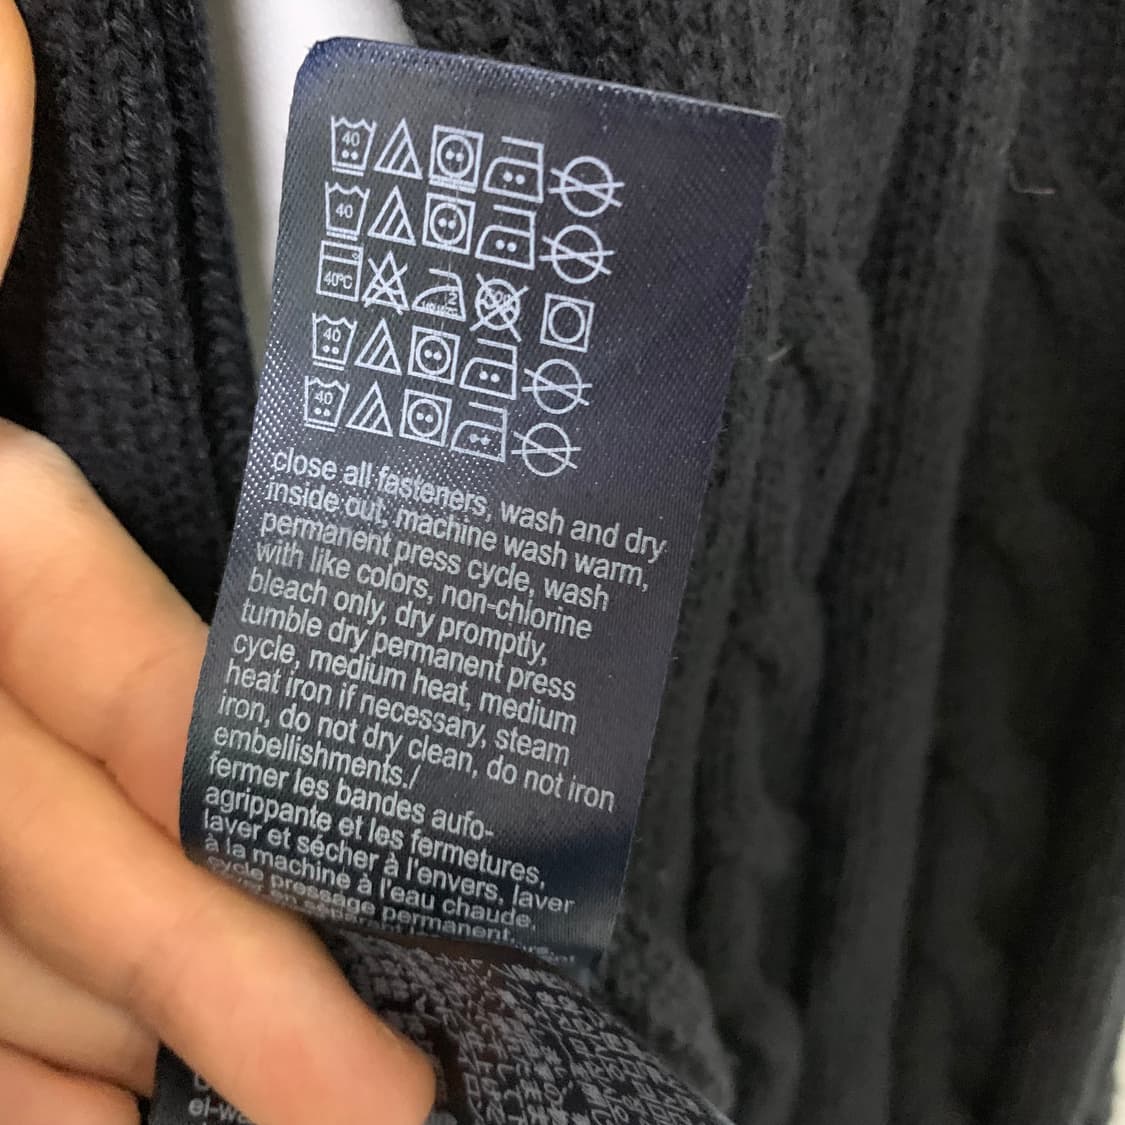 40
40
40°C
2
40
40
close all fasteners, wash and dry
inside out, machine wash warm,
permanent press cycle, wash
with like colors, non-chlorine
bleach only, dry promptly,
tumble dry permanent press
cycle, medium heat, medium
heat iron if necessary, steam
iron, do not dry clean, do not iron
embellishments./
fermer les bandes auto-
agrippante et les fermetures,
laver et sécher à l'envers, laver
a la machine à l'eau chaude,
cycle pressage permanent,
el-wa